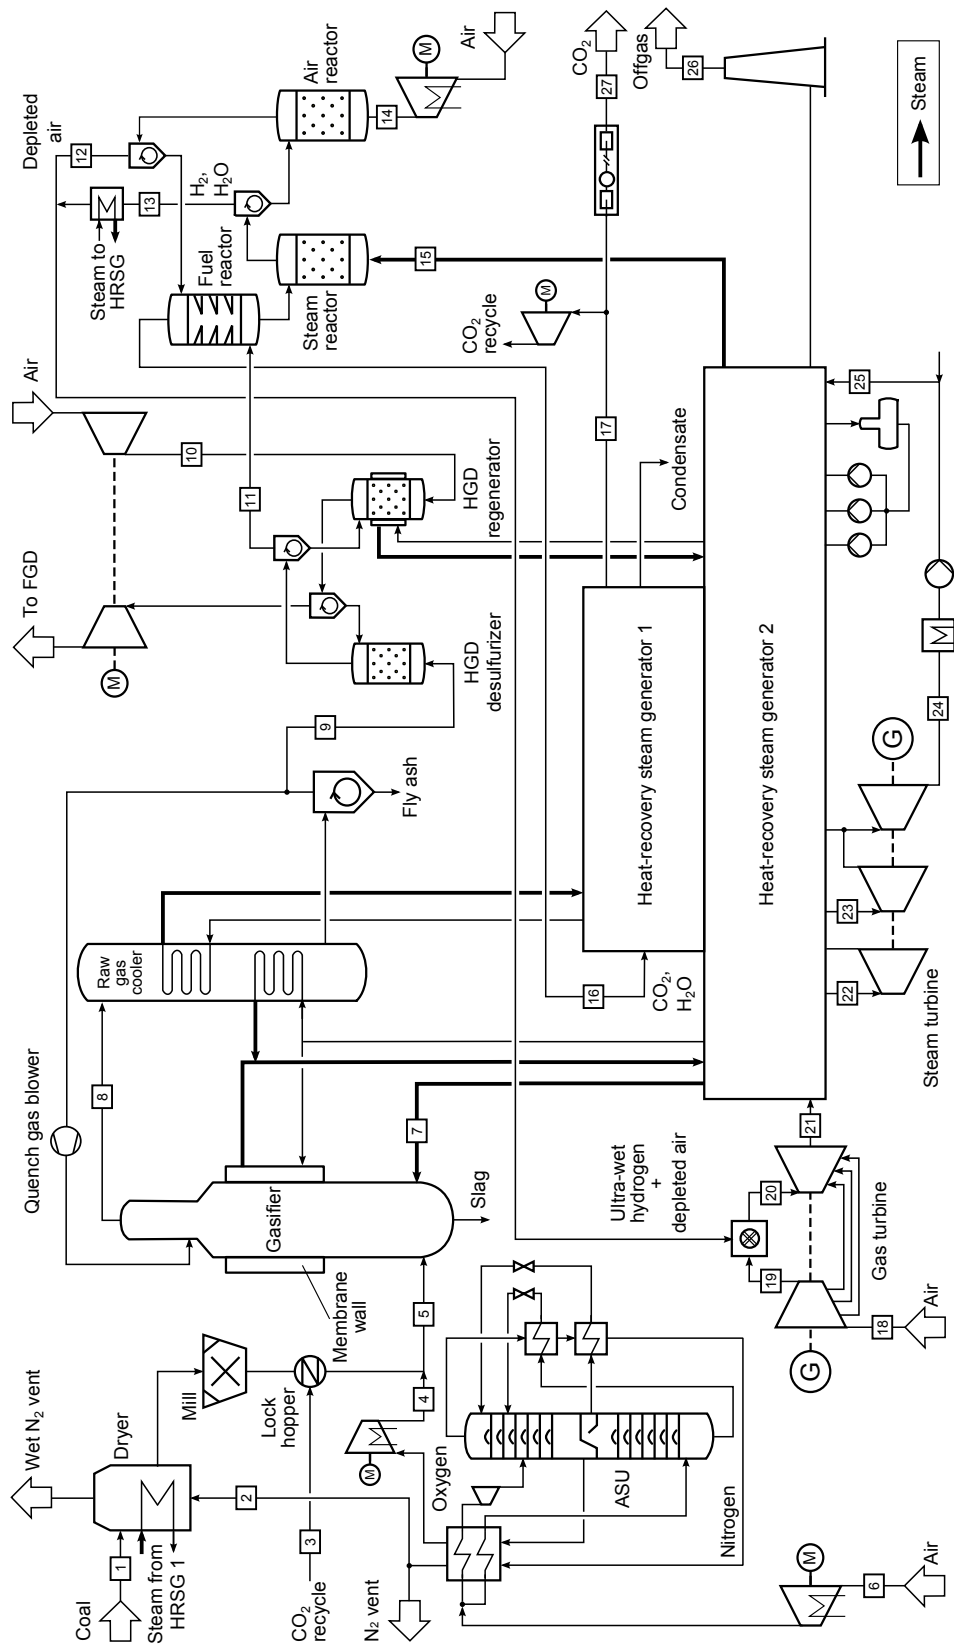 Wet N₂ vent
Quench gas blower
To FGD
Air
Depleted
air
Air
Coal
1
Dryer
Steam from
HRSG 1
Mill
8
Raw
gas
cooler
M
10
12
Steam to
HRSG
13
H₂,
H₂O
Air
reactor
M
Fuel
reactor
2
Gasifier
9
11
3
CO₂
recycle
Lock
hopper
Membrane
wall
Fly ash
HGD
desulfurizer
HGD
regenerator
Steam
reactor
14
N₂ vent
M
4
5
7
Slag
15
Oxygen
CO₂
recycle
M
16
CO₂,
H₂O
17
27
CO₂
ASU
Ultra-wet
hydrogen
+
depleted air
Heat-recovery steam generator 1
Condensate
Offgas
26
Nitrogen
19
20
21
Heat-recovery steam generator 2
M
6
Air
G
18
Air
Gas turbine
22
23
25
Steam turbine
G
24
Steam